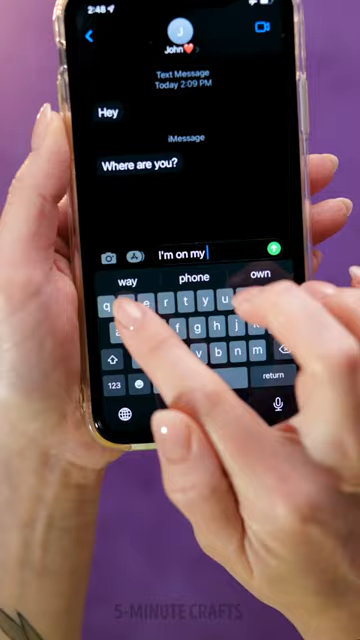 2:48
J
John❤️ >
Text Message
Today 2:09 PM
Hey
iMessage
Where are you?
I'm on my
way phone own
q e r t y u
a f g h j k
v b n m
123 return
5-MINUTE CRAFTS